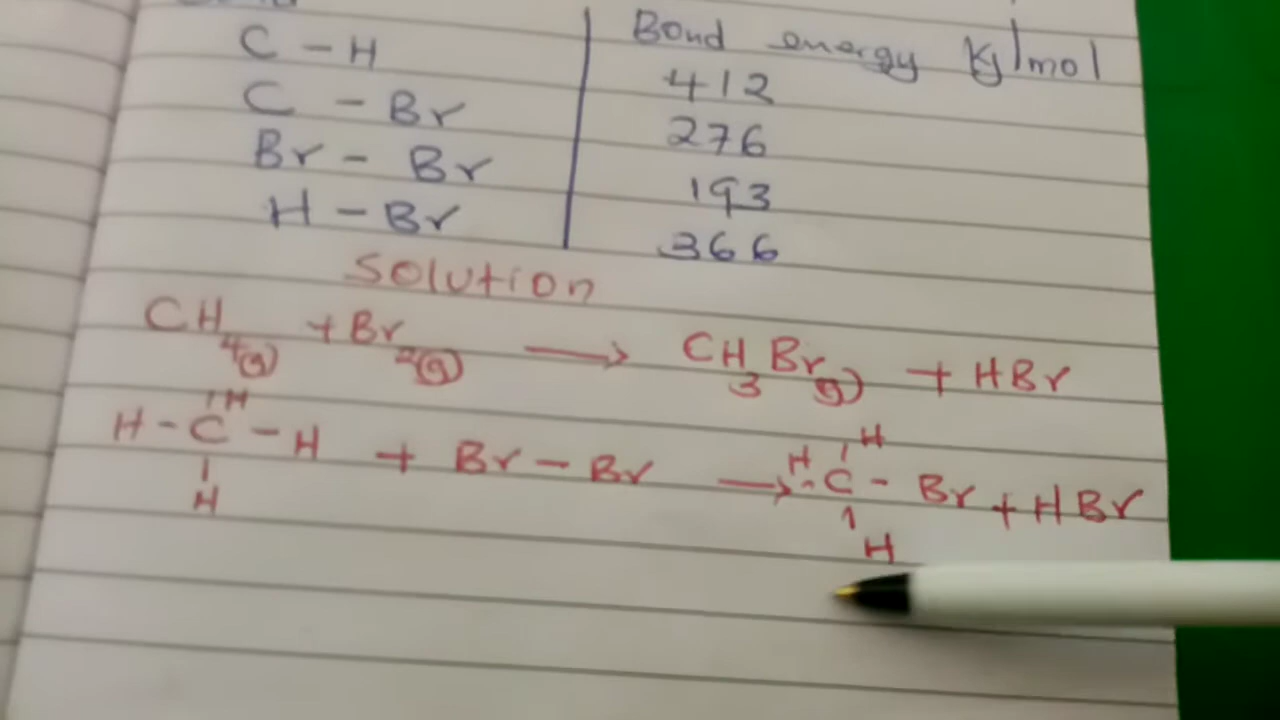 Bond energy Kj/mol
C - H 412
C - Br 276
Br - Br 193
H - Br 366
Solution
CH4(g) + Br2(g) → CH3Br(g) + HBr
H H
H - C - H + Br - Br → H - C - Br + HBr
H H